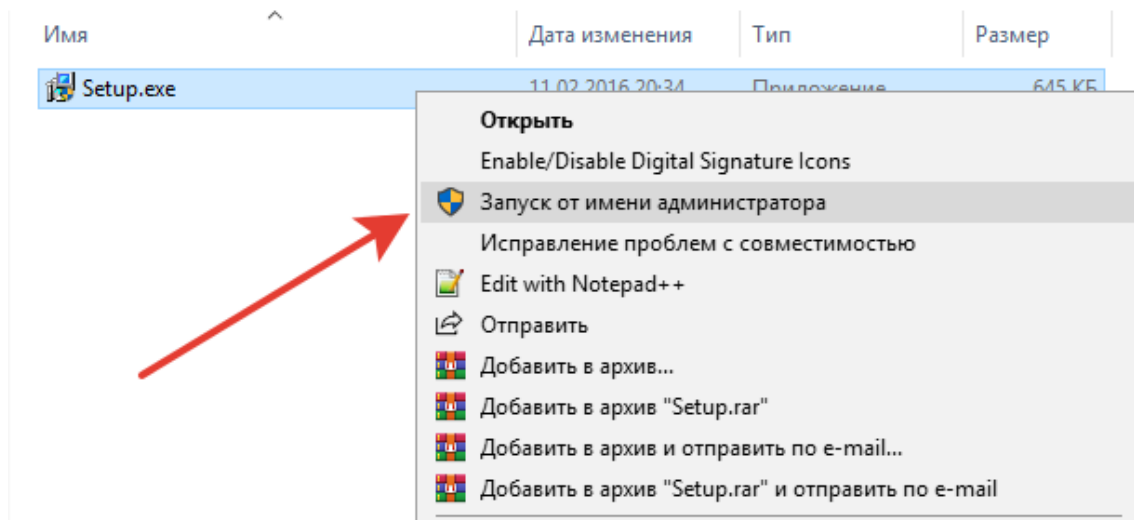 Имя Дата изменения Тип Размер
Setup.exe 11.02.2016 20:34 Приложение 645 КБ
Открыть
Enable/Disable Digital Signature Icons
Запуск от имени администратора
Исправление проблем с совместимостью
Edit with Notepad++
Отправить
Добавить в архив...
Добавить в архив "Setup.rar"
Добавить в архив и отправить по e-mail...
Добавить в архив "Setup.rar" и отправить по e-mail